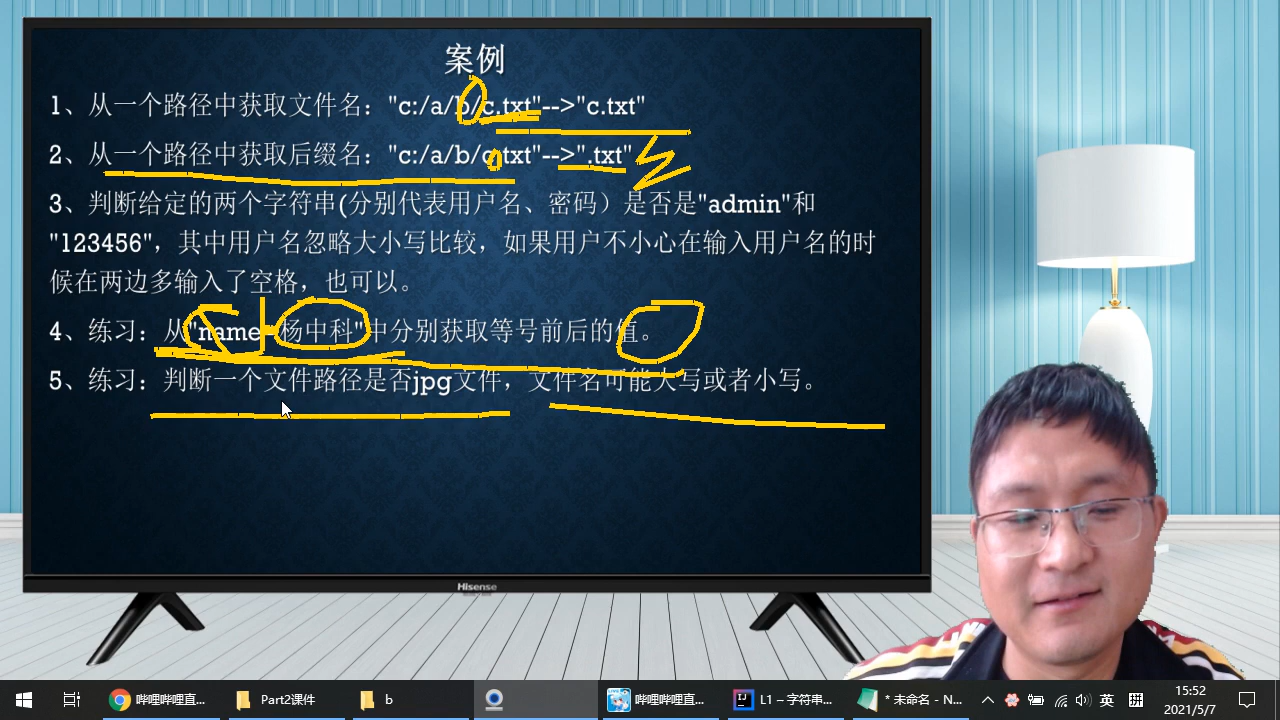 案例
1、从一个路径中获取文件名："c:/a/b/c.txt"-->"c.txt"
2、从一个路径中获取后缀名："c:/a/b/c.txt"-->".txt"
3、判断给定的两个字符串(分别代表用户名、密码）是否是"admin"和
"123456"，其中用户名忽略大小写比较，如果用户不小心在输入用户名的时
候在两边多输入了空格，也可以。
4、练习：从"name=杨中科"中分别获取等号前后的值。
5、练习：判断一个文件路径是否jpg文件，文件名可能大写或者小写。
Hisense
哔哩哔哩直...
Part2课件
b
哔哩哔哩直...
L1 – 字符串...
* 未命名 - N...
英
拼
15:52
2021/5/7